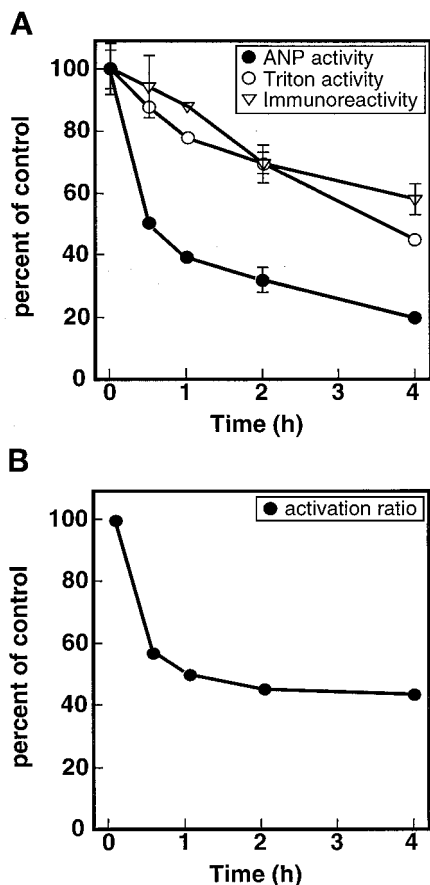 A
ANP activity
Triton activity
Immunoreactivity
percent of control
100
80
60
40
20
0
0 1 2 3 4
Time (h)
B
activation ratio
percent of control
100
80
60
40
20
0
0 1 2 3 4
Time (h)